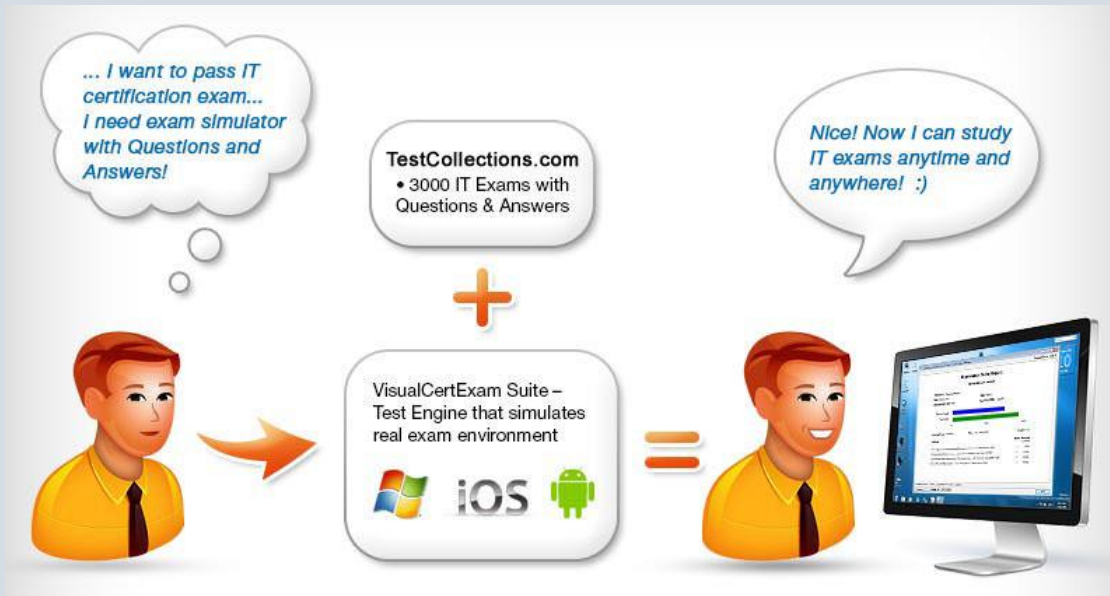 ... I want to pass IT
certification exam...
I need exam simulator
with Questions and
Answers!
TestCollections.com
• 3000 IT Exams with
Questions & Answers
VisualCertExam Suite –
Test Engine that simulates
real exam environment
iOS
Nice! Now I can study
IT exams anytime and
anywhere! :)